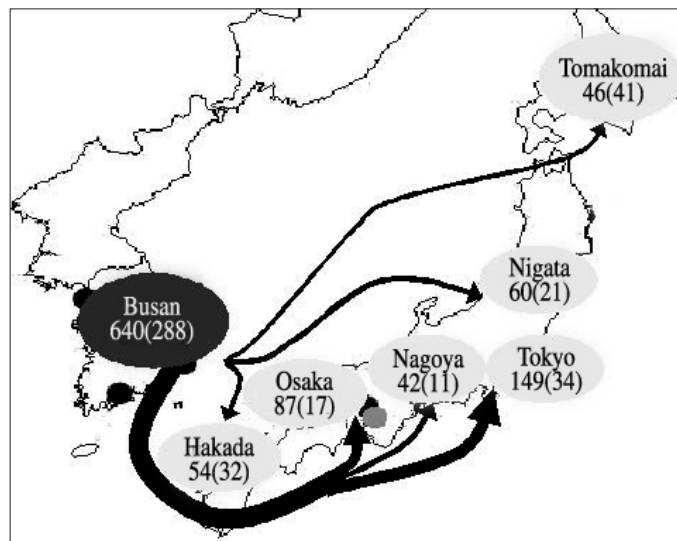 Tomakomai
46(41)
Nigata
60(21)
Busan
640(288)
Tokyo
149(34)
Nagoya
42(11)
Osaka
87(17)
Hakada
54(32)